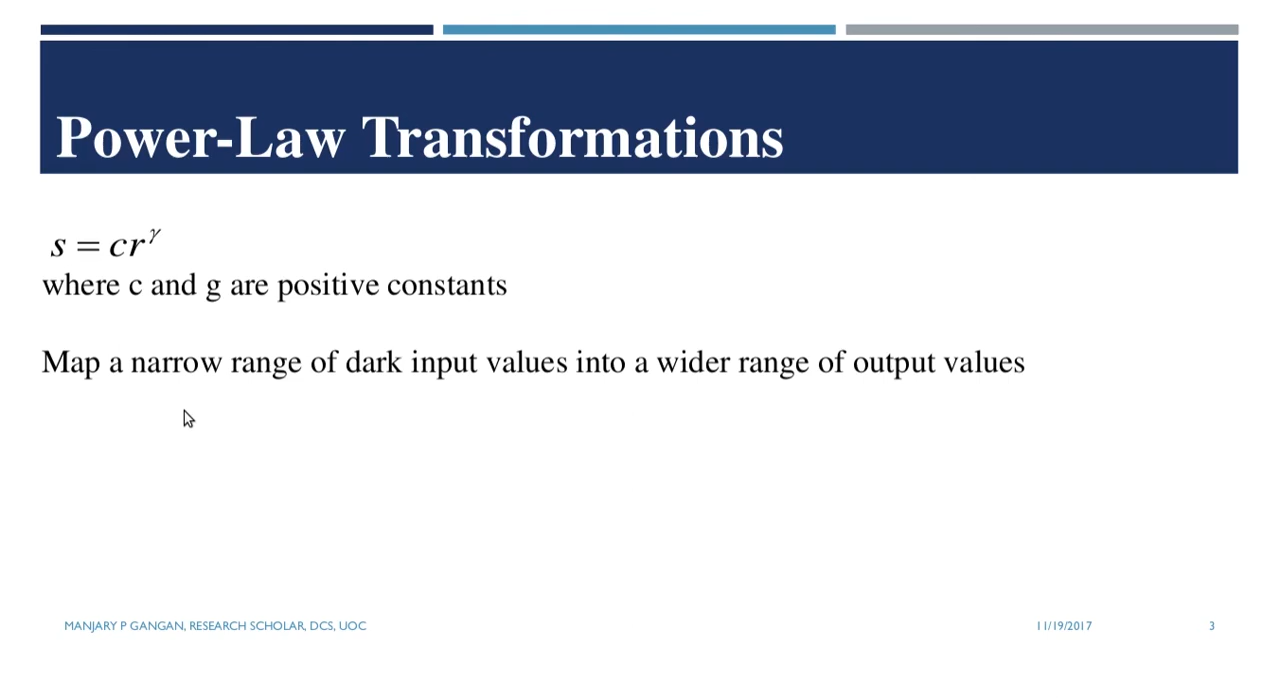 Power-Law Transformations
s = cr^γ
where c and g are positive constants
Map a narrow range of dark input values into a wider range of output values
MANJARY P GANGAN, RESEARCH SCHOLAR, DCS, UOC
11/19/2017
3